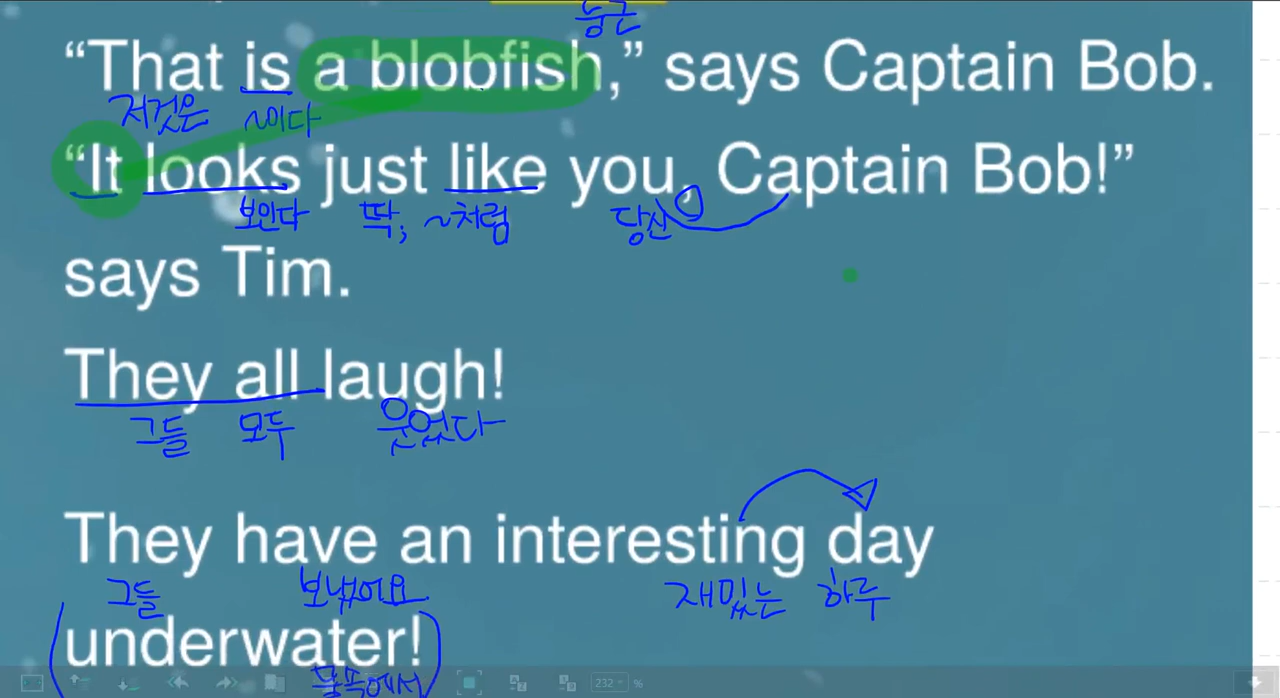 둥근
“That is a blobfish,” says Captain Bob.
저것은 ~이다
“It looks just like you, Captain Bob!”
보인다 딱, ~처럼 당신
says Tim.
They all laugh!
그들 모두 웃었다
They have an interesting day
그들 보냈어요 재밌는 하루
underwater!
물속에서
232 %